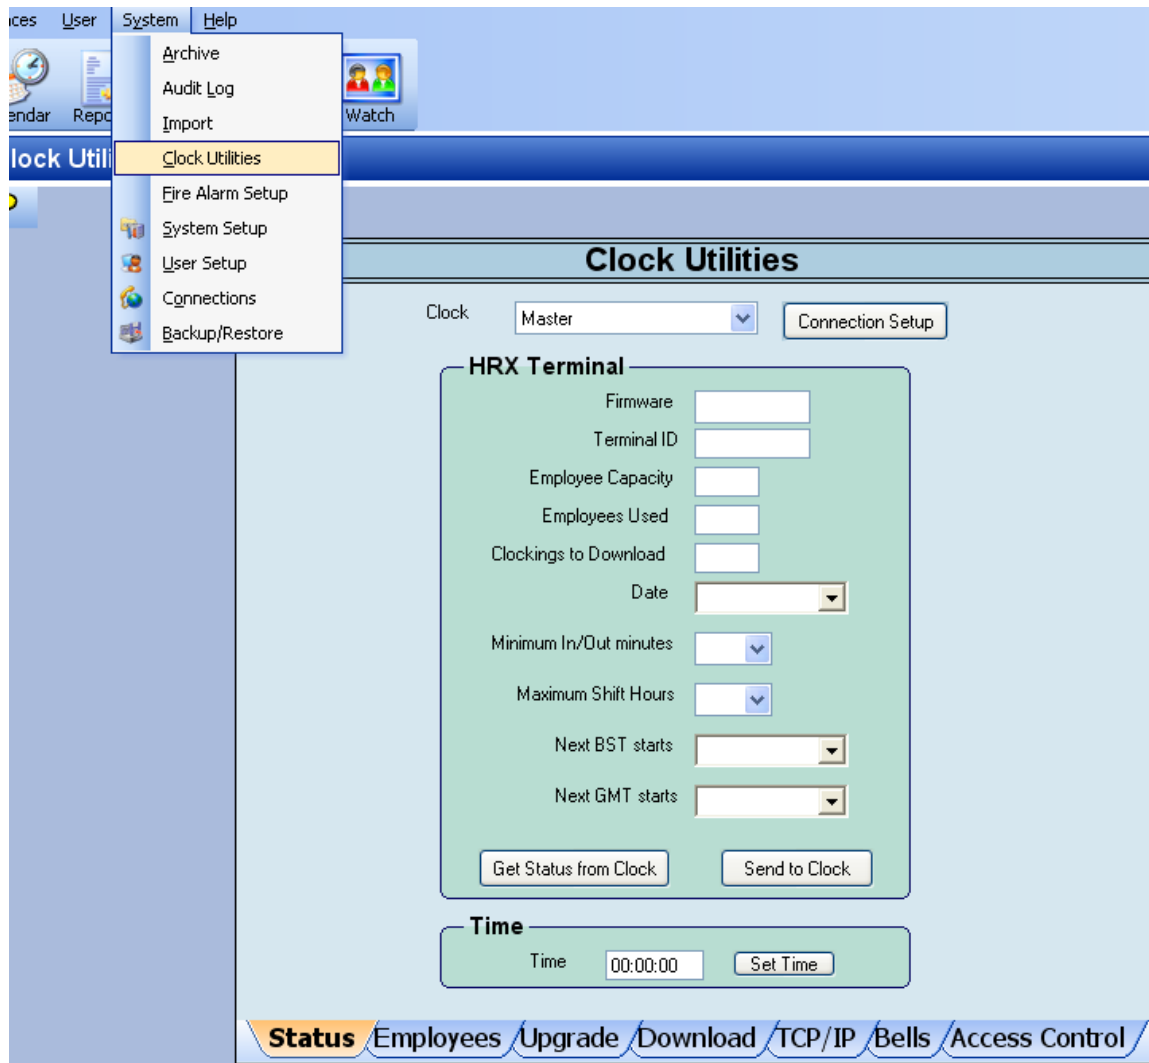 nces User System Help
Archive
Audit Log
Import
Clock Utilities
Fire Alarm Setup
System Setup
User Setup
Connections
Backup/Restore
endar Repo Watch
lock Utili
Clock Utilities
Clock Master Connection Setup
HRX Terminal
Firmware
Terminal ID
Employee Capacity
Employees Used
Clockings to Download
Date
Minimum In/Out minutes
Maximum Shift Hours
Next BST starts
Next GMT starts
Get Status from Clock Send to Clock
Time
Time 00:00:00 Set Time
Status Employees Upgrade Download TCP/IP Bells Access Control